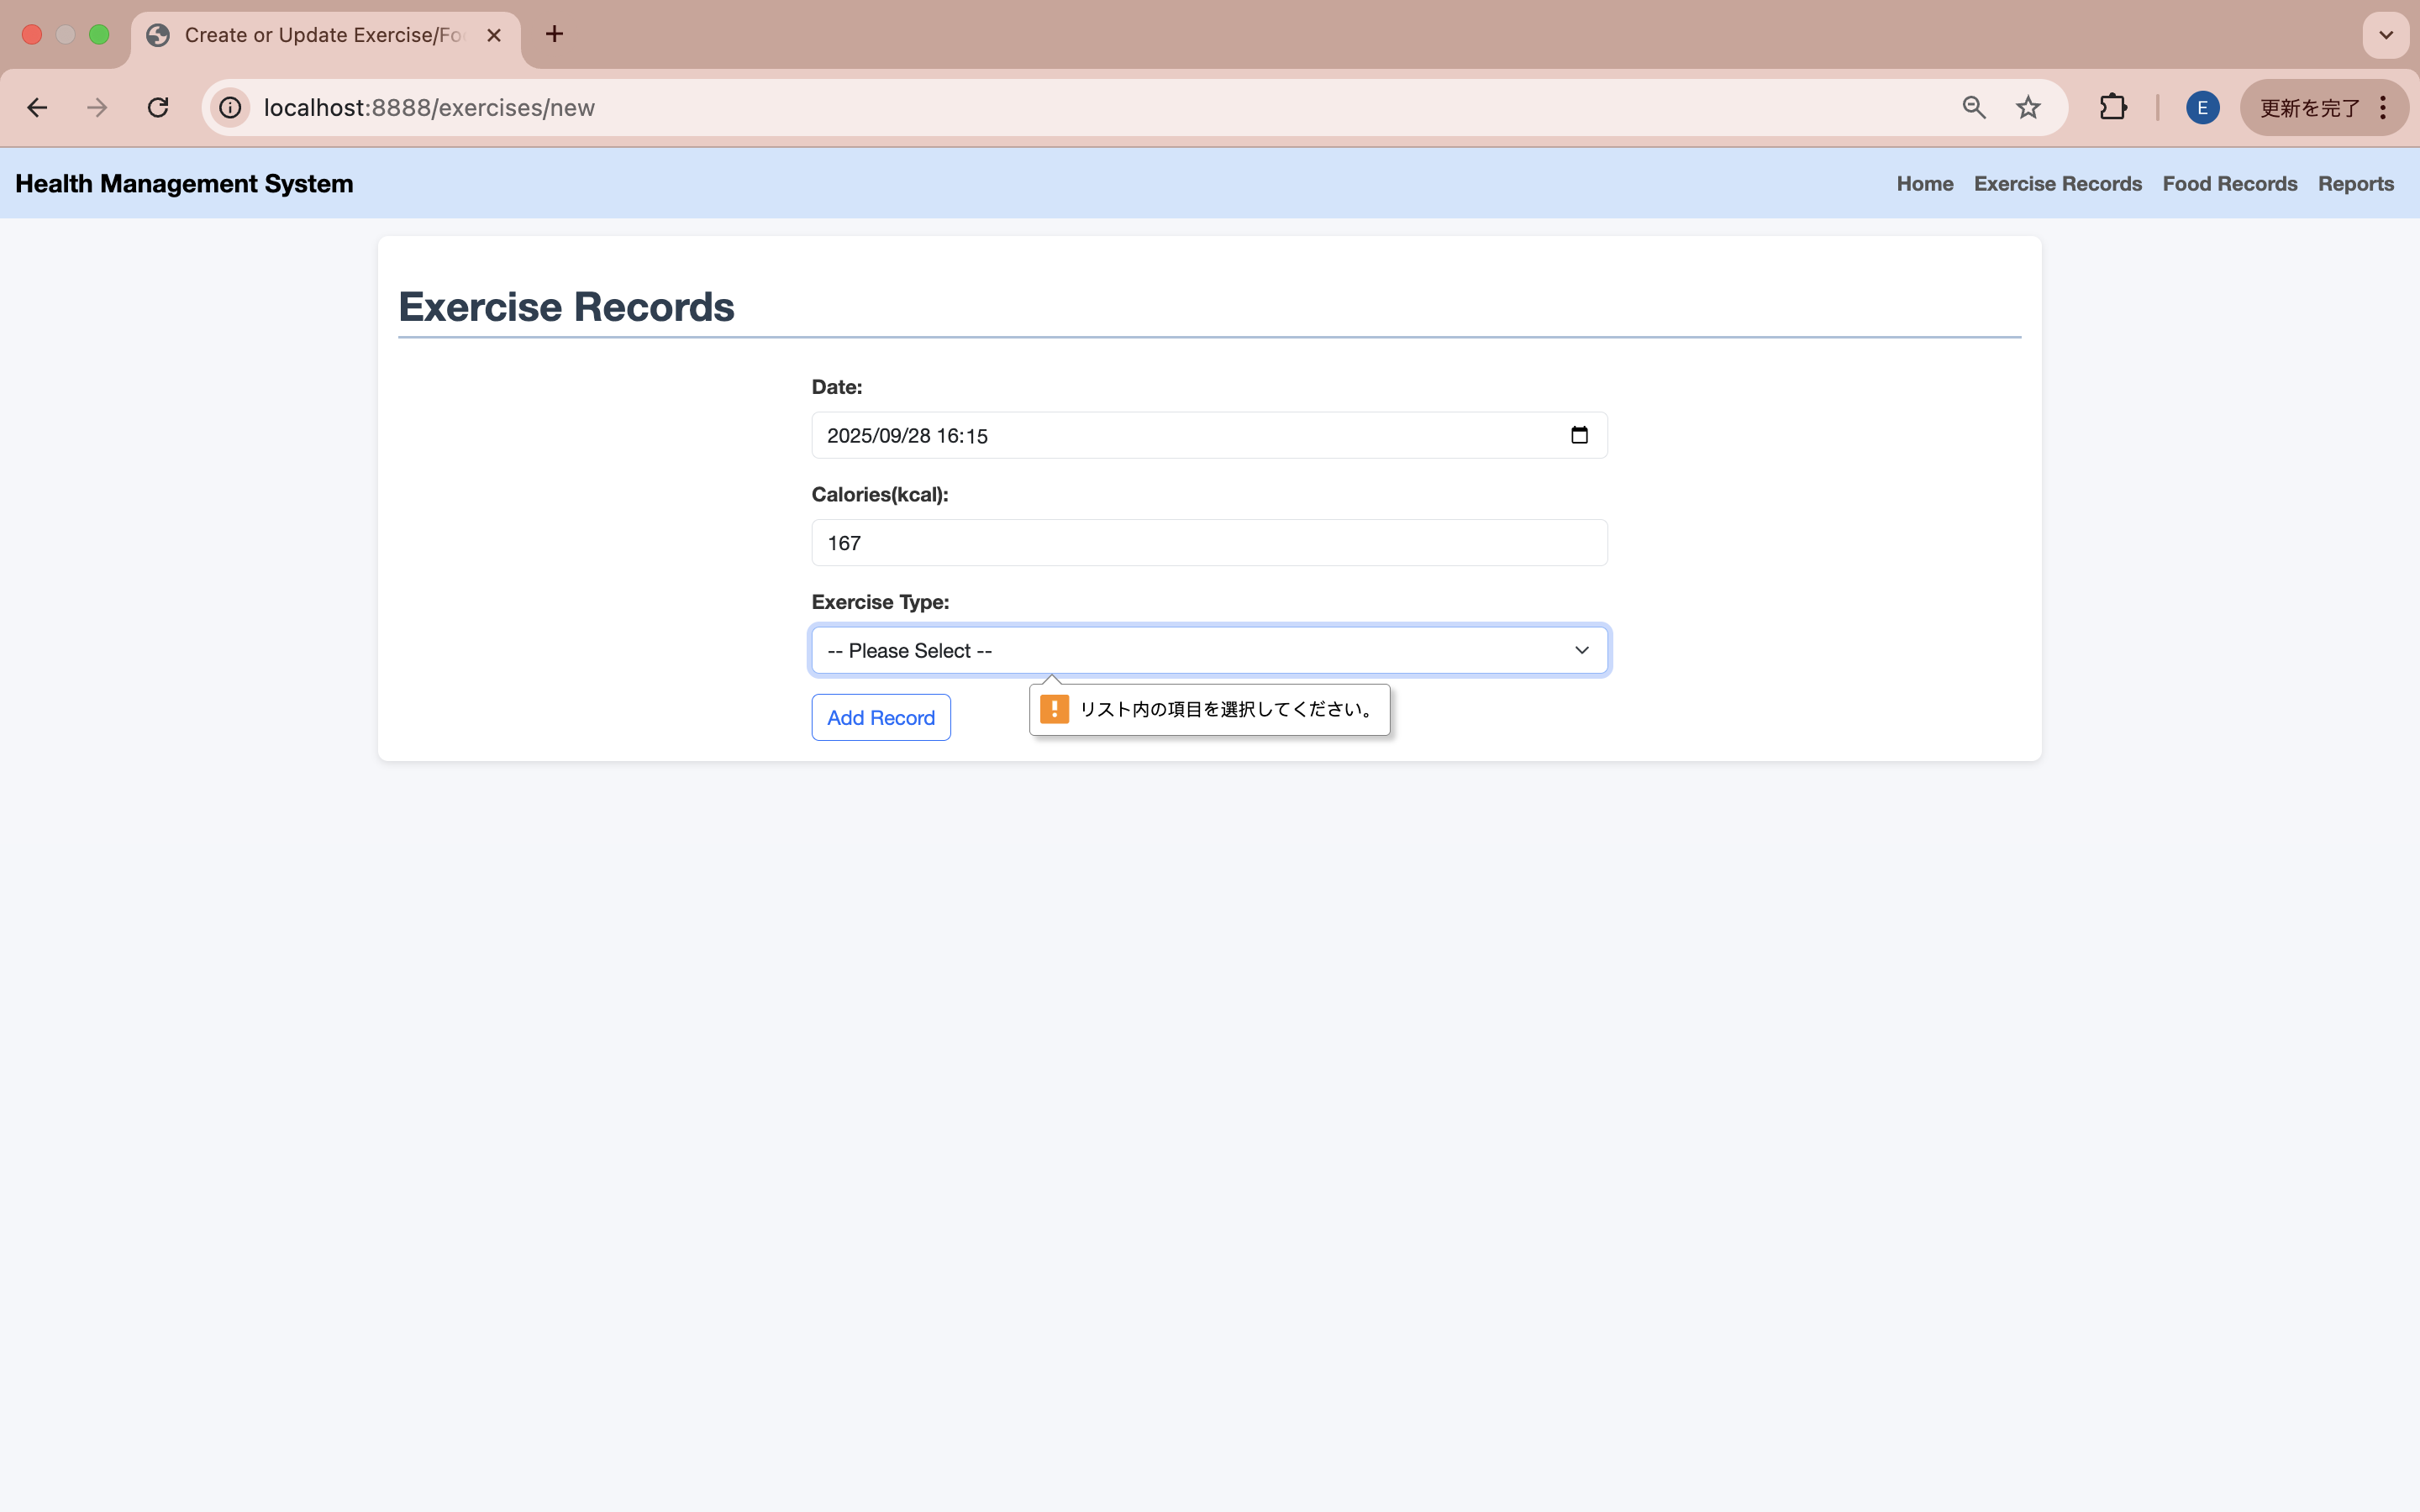 Create or Update Exercise/Fo
localhost:8888/exercises/new
E
更新を完了
Health Management System
Home Exercise Records Food Records Reports
Exercise Records
Date:
2025/09/28 16:15
Calories(kcal):
167
Exercise Type:
-- Please Select --
リスト内の項目を選択してください。
Add Record